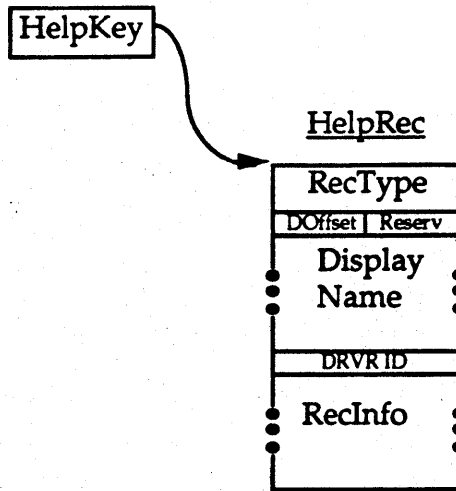 HelpKey
HelpRec
RecType
DOffset Reserv
Display
Name
DRVR ID
RecInfo